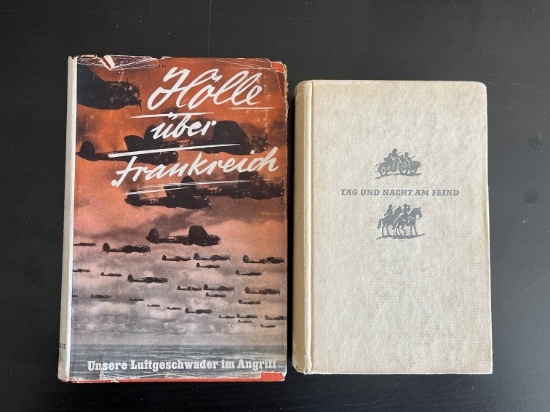 Hölle
über
Frankreich
Unsere Luftgeschwader im Angriff
TAG UND NACHT AM FEIND